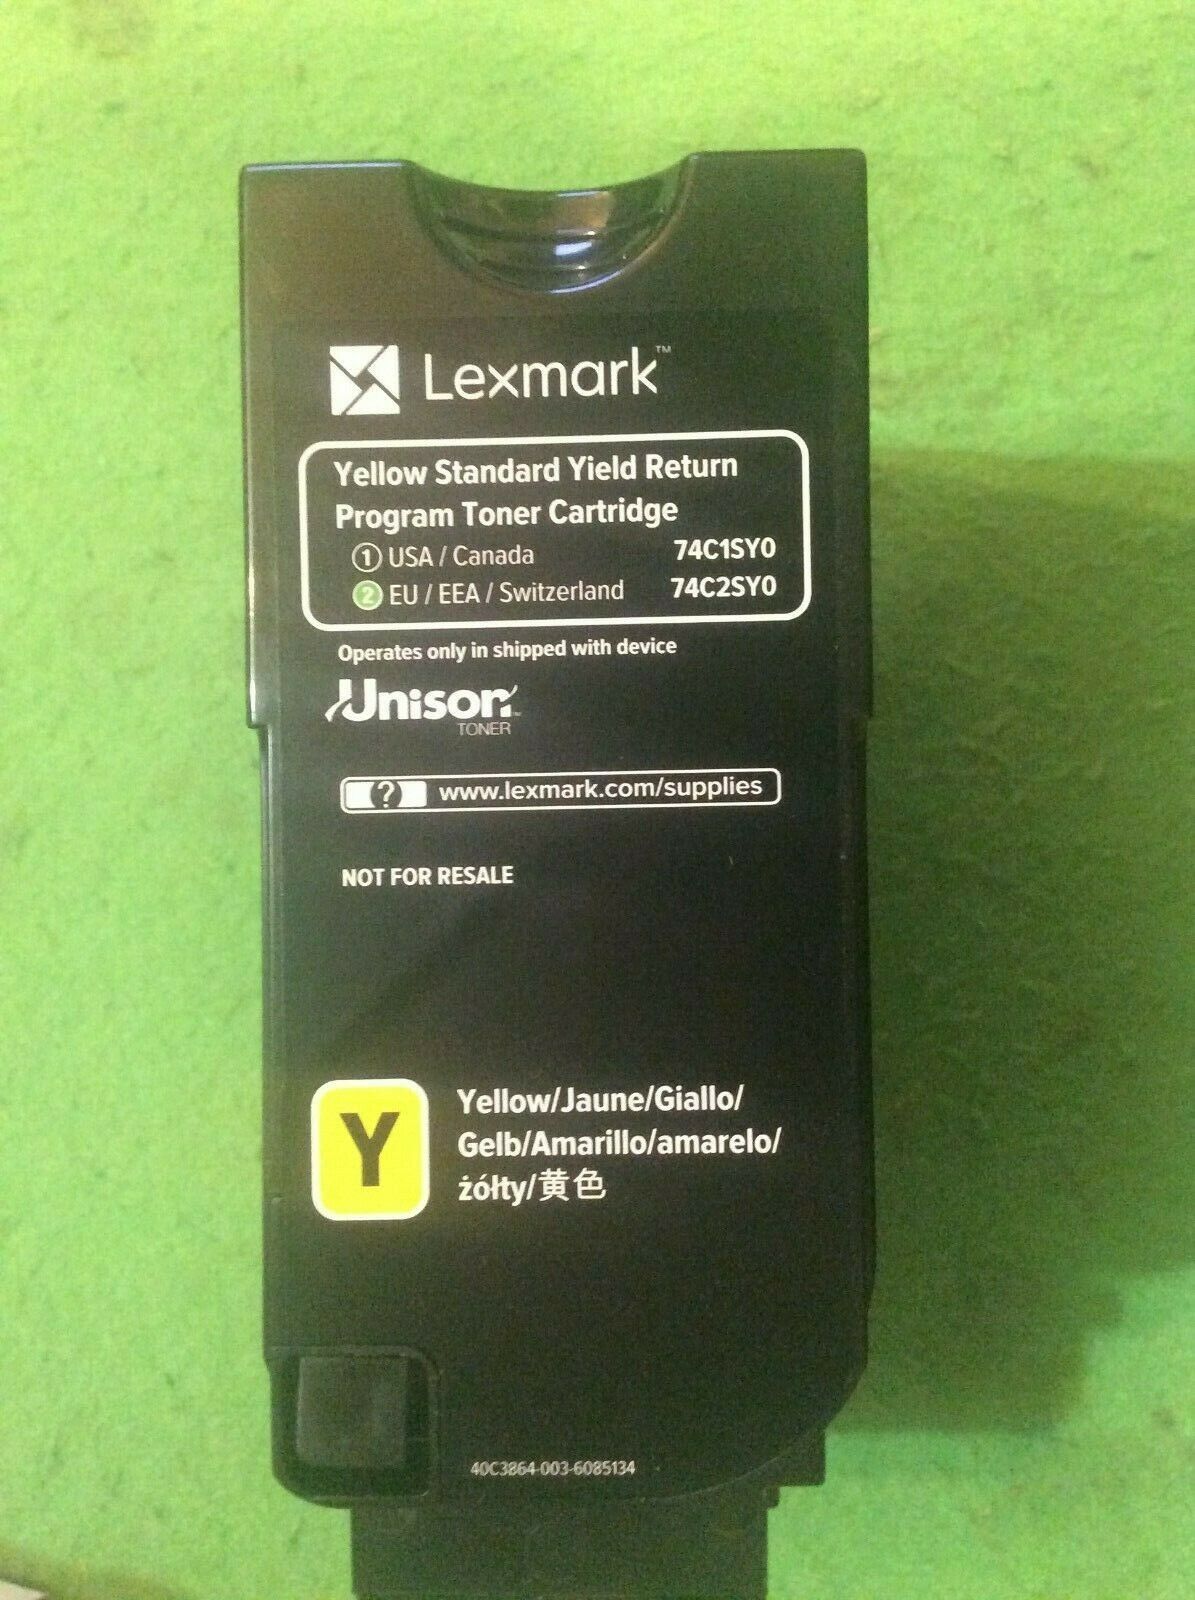 Lexmark™
Yellow Standard Yield Return
Program Toner Cartridge
1 USA / Canada 74C1SY0
2 EU / EEA / Switzerland 74C2SY0
Operates only in shipped with device
Unison™
TONER
? www.lexmark.com/supplies
NOT FOR RESALE
Y
Yellow/Jaune/Giallo/
Gelb/Amarillo/amarelo/
żółty/黄色
40C3864-003-6085134